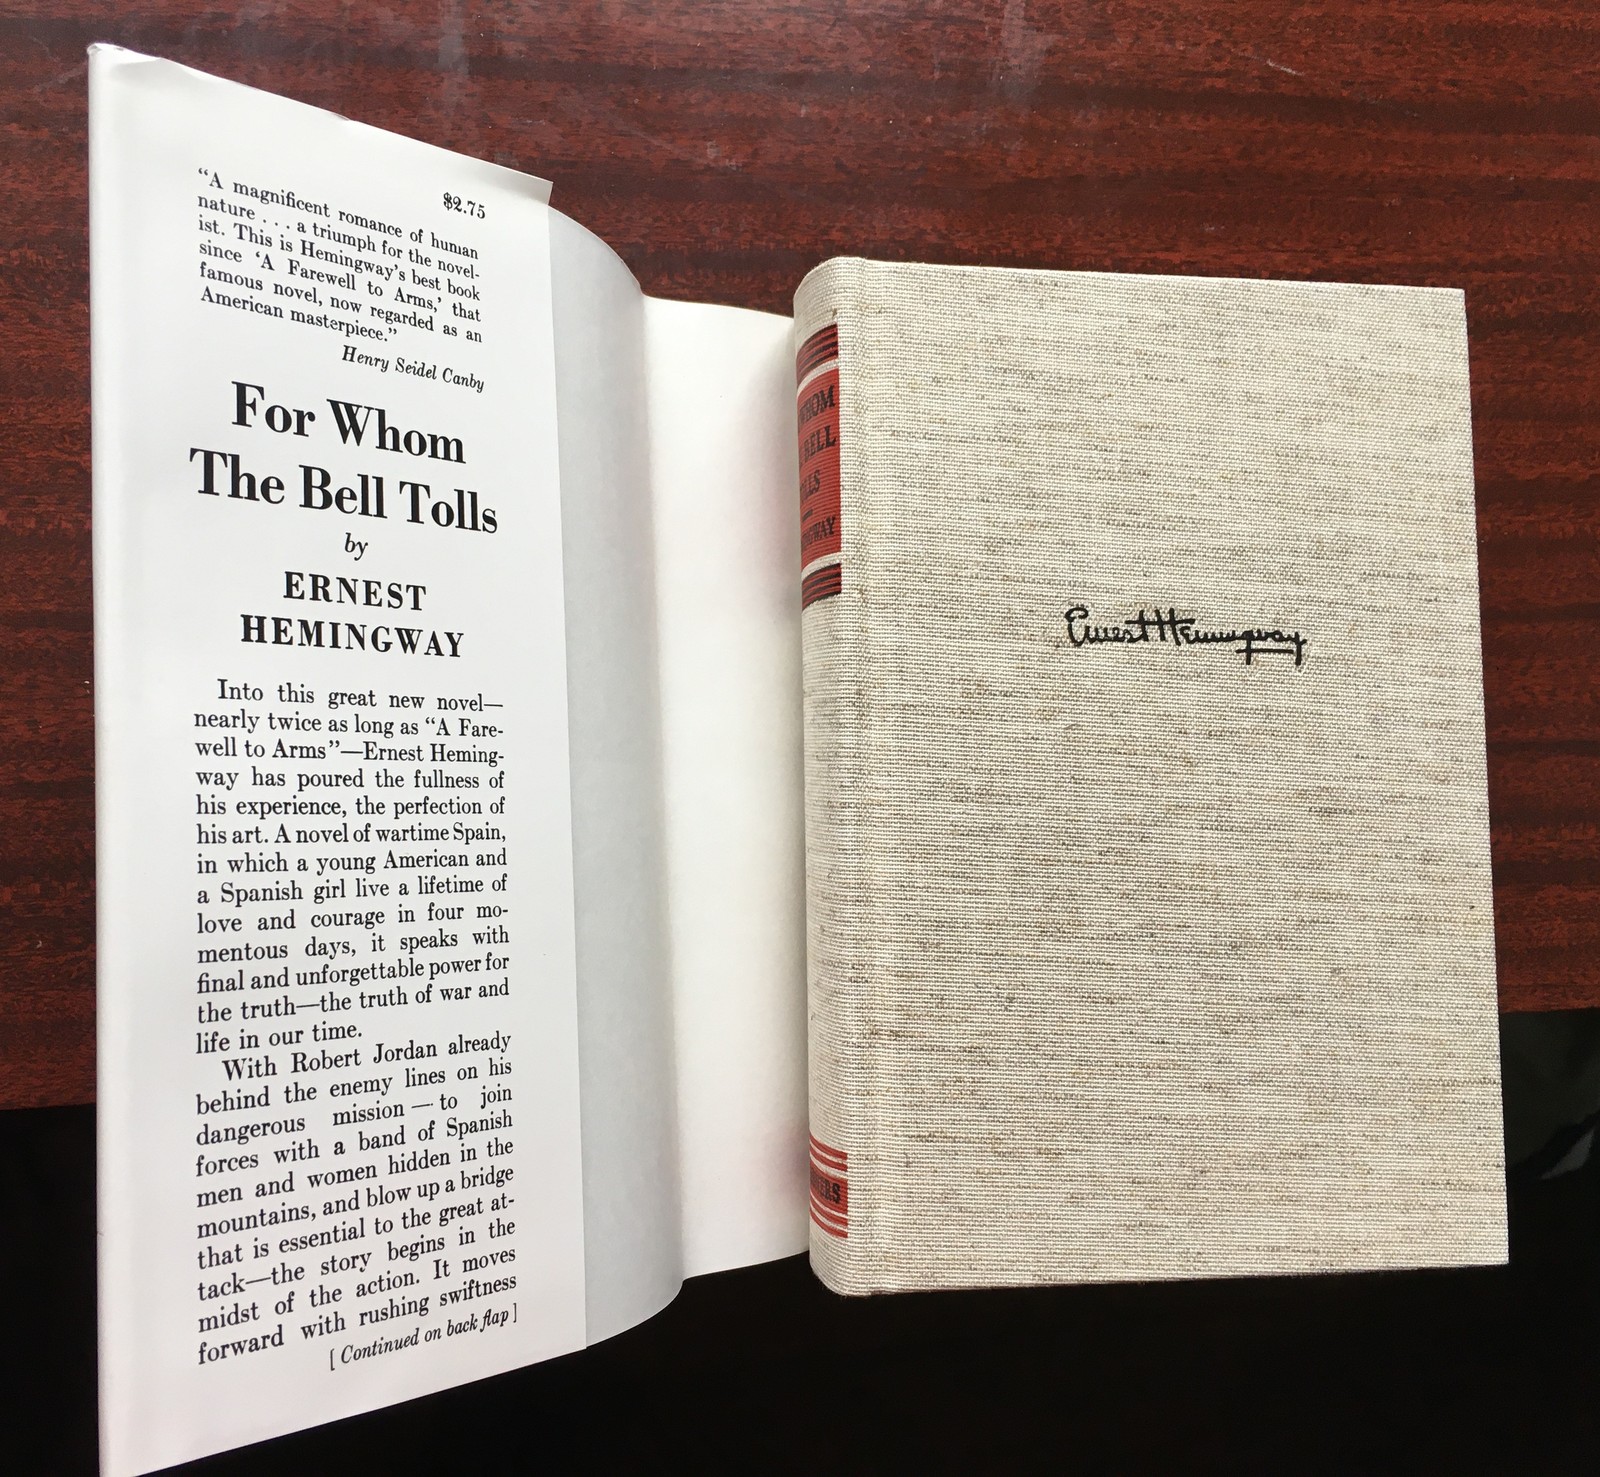 $2.75
"A magnificent romance of human
nature . . . a triumph for the novel-
ist. This is Hemingway's best book
since 'A Farewell to Arms,' that
famous novel, now regarded as an
American masterpiece."
Henry Seidel Canby
For Whom
The Bell Tolls
by
ERNEST
HEMINGWAY
Into this great new novel—
nearly twice as long as "A Fare-
well to Arms"—Ernest Heming-
way has poured the fullness of
his experience, the perfection of
his art. A novel of wartime Spain,
in which a young American and
a Spanish girl live a lifetime of
love and courage in four mo-
mentous days, it speaks with
final and unforgettable power for
the truth—the truth of war and
life in our time.
With Robert Jordan already
behind the enemy lines on his
dangerous mission — to join
forces with a band of Spanish
men and women hidden in the
mountains, and blow up a bridge
that is essential to the great at-
tack—the story begins in the
midst of the action. It moves
forward with rushing swiftness
[ Continued on back flap ]
WHOM
BELL
Ernest Hemingway